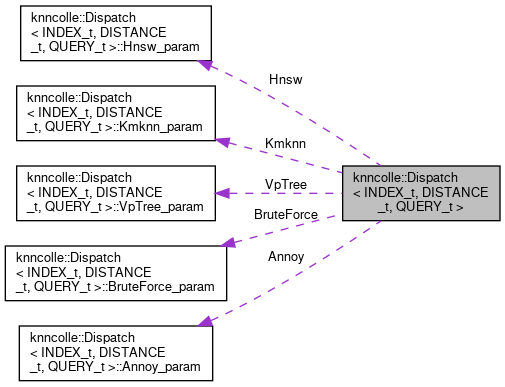 knncolle::Dispatch
< INDEX_t, DISTANCE
_t, QUERY_t >::Hnsw_param
Hnsw
knncolle::Dispatch
< INDEX_t, DISTANCE
_t, QUERY_t >::Kmknn_param
Kmknn
knncolle::Dispatch
< INDEX_t, DISTANCE
_t, QUERY_t >::VpTree_param
VpTree
knncolle::Dispatch
< INDEX_t, DISTANCE
_t, QUERY_t >
BruteForce
knncolle::Dispatch
< INDEX_t, DISTANCE
_t, QUERY_t >::BruteForce_param
Annoy
knncolle::Dispatch
< INDEX_t, DISTANCE
_t, QUERY_t >::Annoy_param